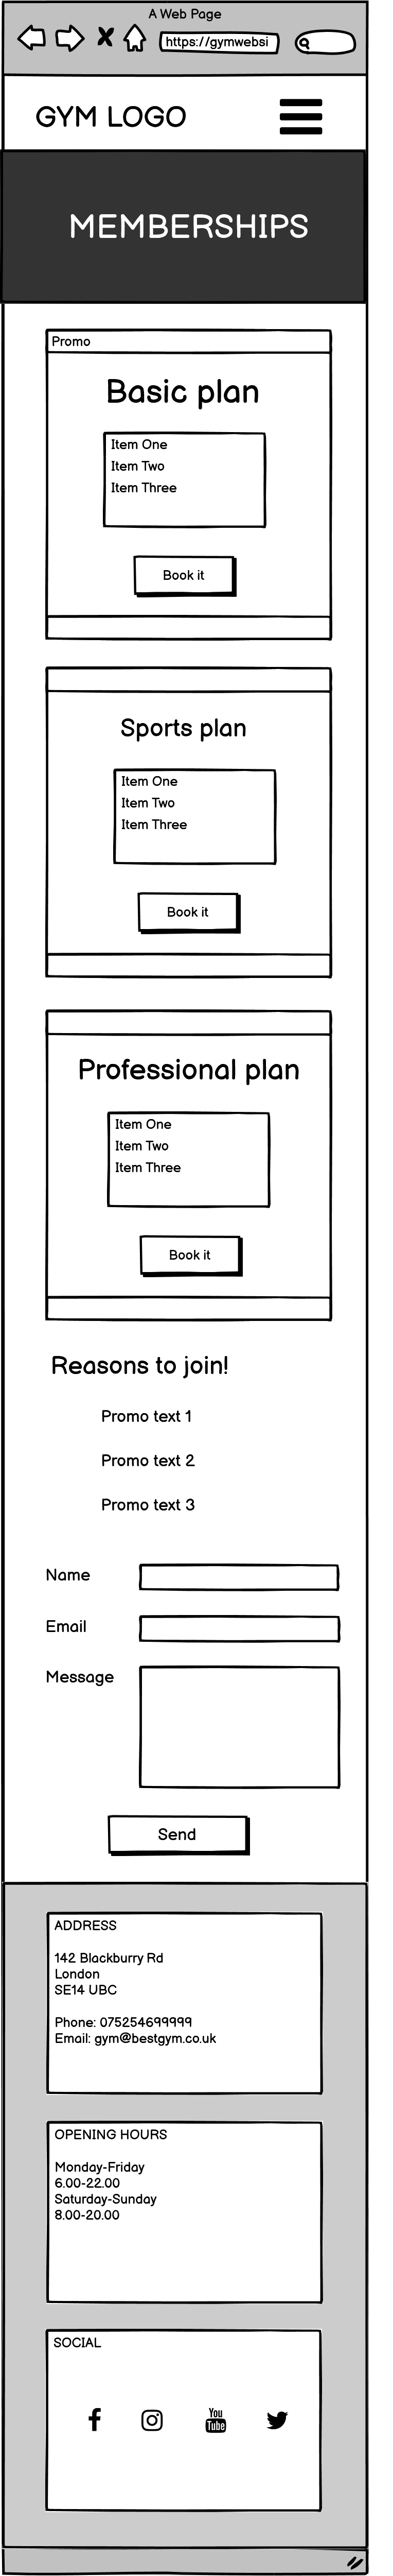 A Web Page
https://gymwebsi
GYM LOGO
MEMBERSHIPS
Promo
Basic plan
Item One
Item Two
Item Three
Book it
Sports plan
Item One
Item Two
Item Three
Book it
Professional plan
Item One
Item Two
Item Three
Book it
Reasons to join!
Promo text 1
Promo text 2
Promo text 3
Name
Email
Message
Send
ADDRESS
142 Blackburry Rd
London
SE14 UBC
Phone: 075254699999
Email: gym@bestgym.co.uk
OPENING HOURS
Monday-Friday
6.00-22.00
Saturday-Sunday
8.00-20.00
SOCIAL
You
Tube